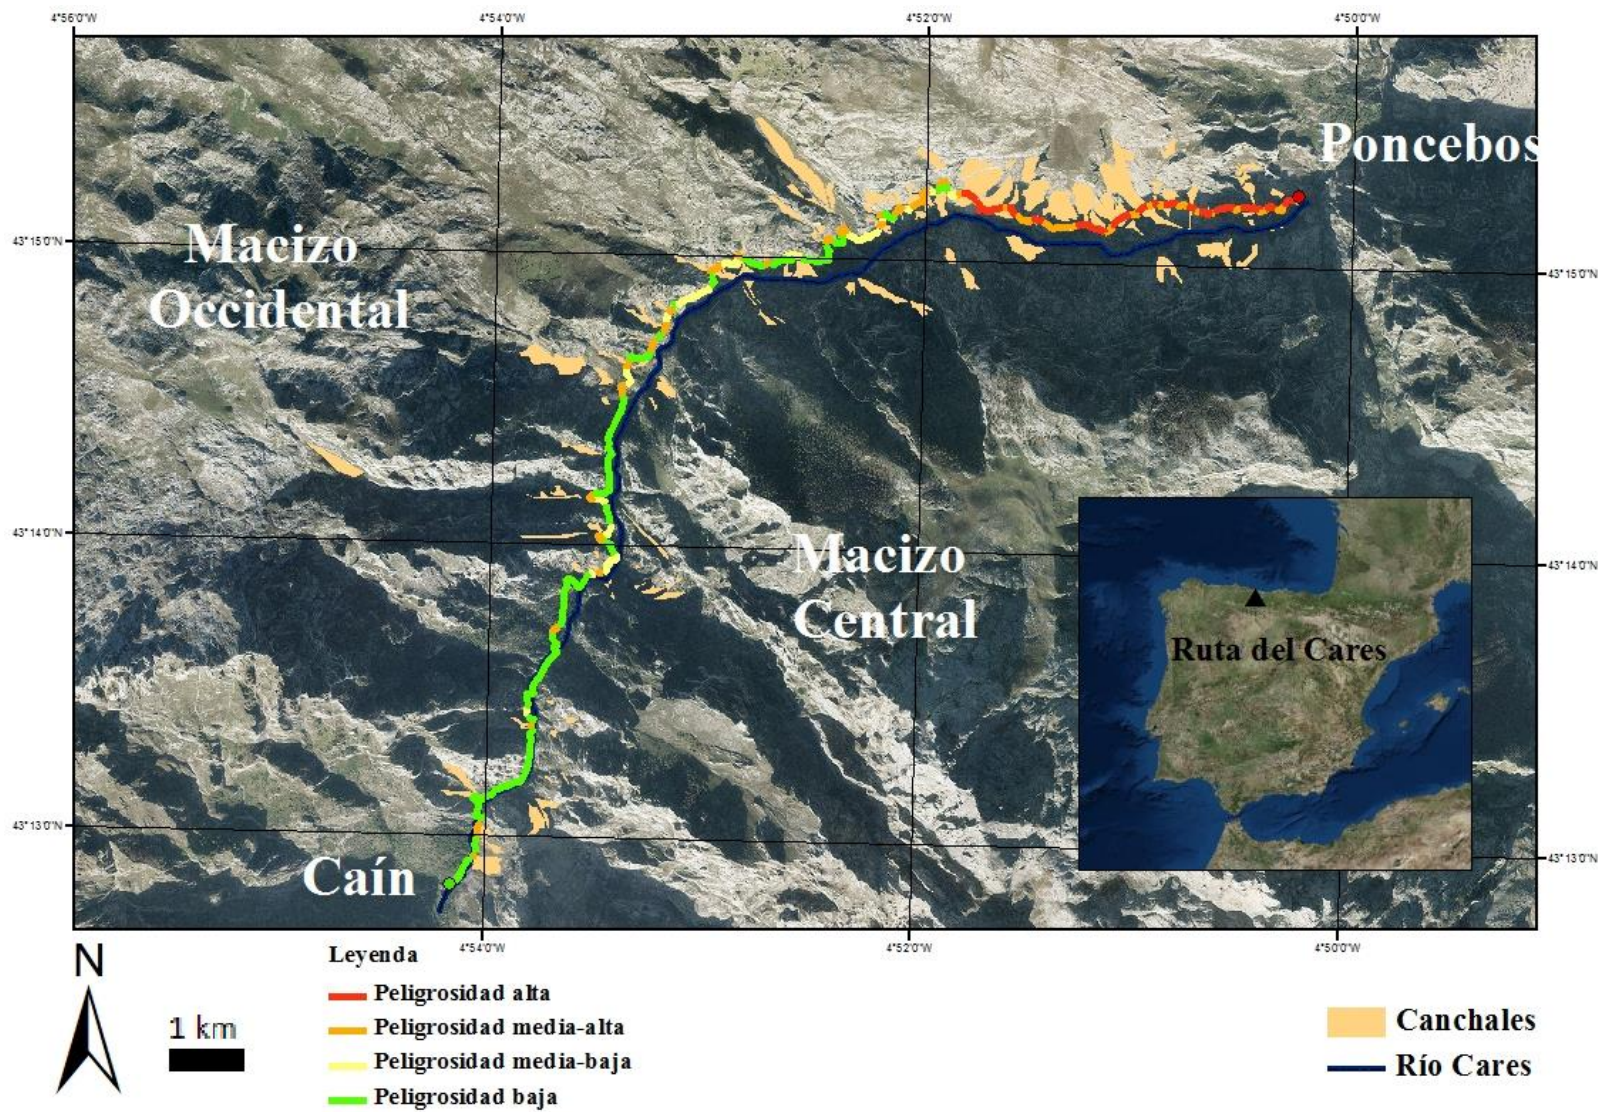 4°56'0"W
4°54'0"W
4°52'0"W
4°50'0"W
Poncebos
43°15'0"N
Macizo
Occidental
43°15'0"N
43°14'0"N
Macizo
Central
43°14'0"N
Ruta del Cares
43°13'0"N
Caín
43°13'0"N
4°54'0"W
4°52'0"W
4°50'0"W
N
1 km
Leyenda
Peligrosidad alta
Peligrosidad media-alta
Peligrosidad media-baja
Peligrosidad baja
Canchales
Río Cares